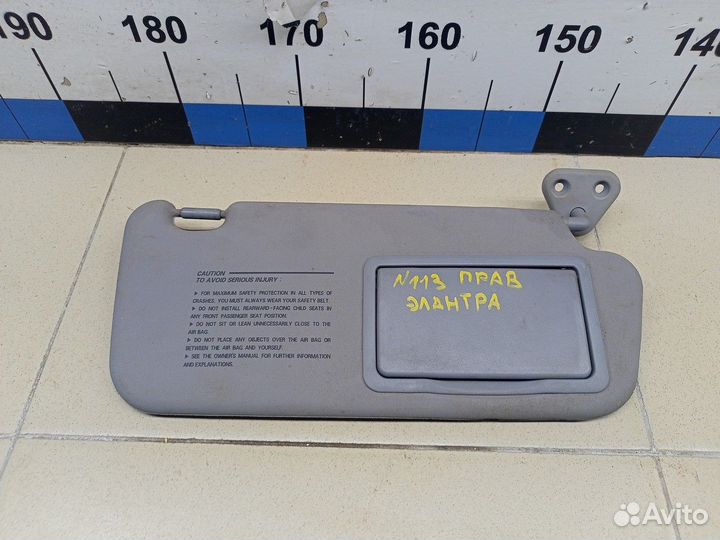 190 180 170 160 150 140
CAUTION
TO AVOID SERIOUS INJURY :
▶ FOR MAXIMUM SAFETY PROTECTION IN ALL TYPES OF
CRASHES, YOU MUST ALWAYS WEAR YOUR SAFETY BELT.
▶ DO NOT INSTALL REARWARD-FACING CHILD SEATS IN
ANY FRONT PASSENGER SEAT POSITION.
▶ DO NOT SIT OR LEAN UNNECESSARILY CLOSE TO THE
AIR BAG.
▶ DO NOT PLACE ANY OBJECTS OVER THE AIR BAG OR
BETWEEN THE AIR BAG AND YOURSELF.
▶ SEE THE OWNER'S MANUAL FOR FURTHER INFORMATION
AND EXPLANATIONS.
N113 ПРАВ
ЭЛАНТРА
Avito